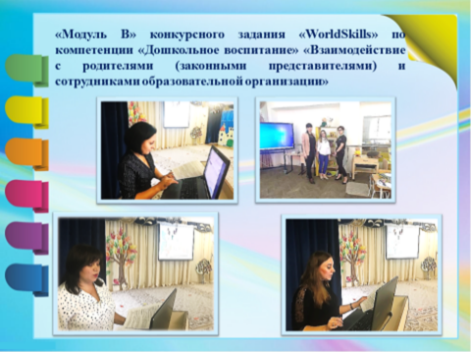 «Модуль В» конкурсного задания «WorldSkills» по
компетенции «Дошкольное воспитание» «Взаимодействие
с родителями (законными представителями) и
сотрудниками образовательной организации»